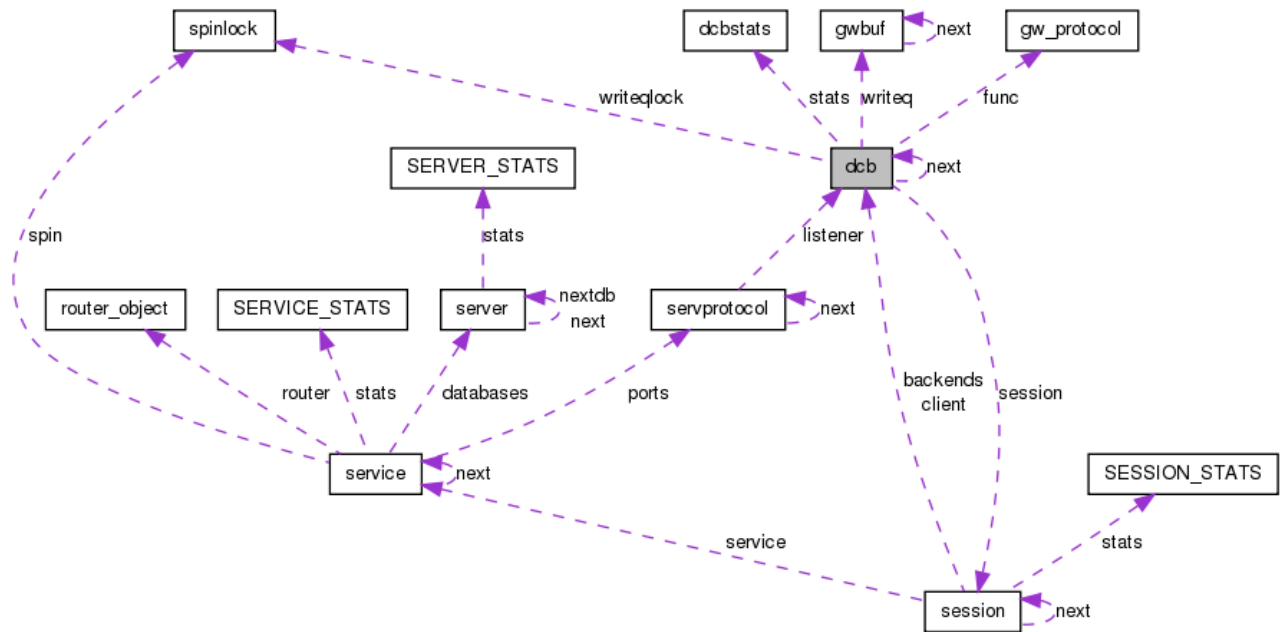 spinlock
dcbstats
gwbuf
next
gw_protocol
writeqlock
stats
writeq
func
SERVER_STATS
dcb
next
spin
stats
listener
router_object
SERVICE_STATS
server
nextdb
next
servprotocol
next
router
stats
databases
ports
backends
client
session
service
next
SESSION_STATS
service
stats
session
next